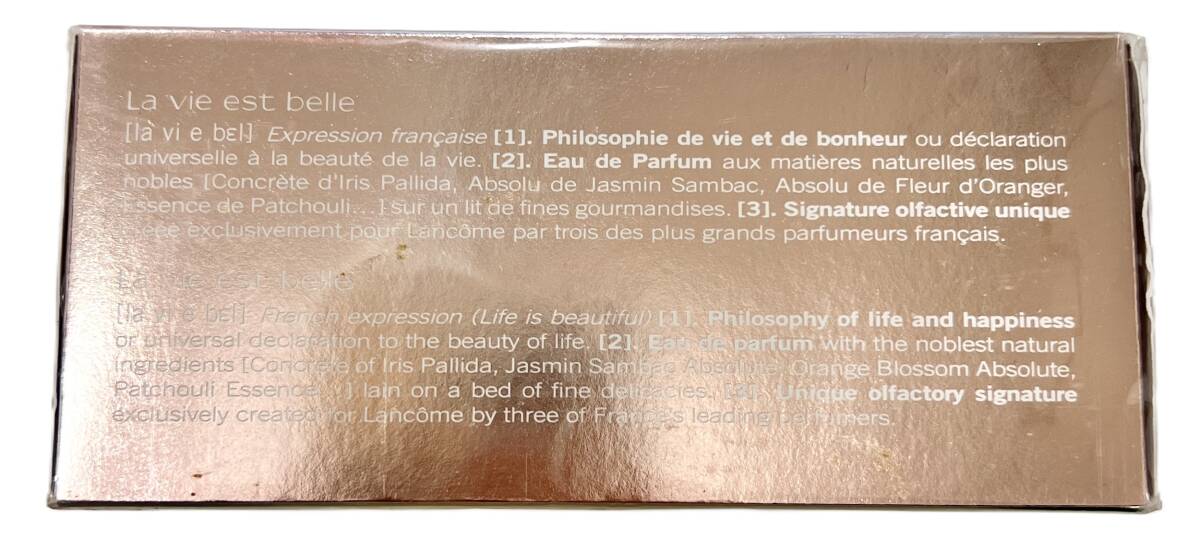 La vie est belle
[la vi e bɛl] Expression française [1]. Philosophie de vie et de bonheur ou déclaration
universelle à la beauté de la vie. [2]. Eau de Parfum aux matières naturelles les plus
nobles [Concrète d'Iris Pallida, Absolu de Jasmin Sambac, Absolu de Fleur d'Oranger,
Essence de Patchouli...] sur un lit de fines gourmandises. [3]. Signature olfactive unique
créée exclusivement pour Lancôme par trois des plus grands parfumeurs français.
La vie est belle
[la vi e bɛl] French expression (Life is beautiful) [1]. Philosophy of life and happiness
or universal declaration to the beauty of life. [2]. Eau de parfum with the noblest natural
ingredients [Concrete of Iris Pallida, Jasmin Sambac Absolute, Orange Blossom Absolute,
Patchouli Essence...] lain on a bed of fine delicacies. [3]. Unique olfactory signature
exclusively created for Lancôme by three of France's leading perfumers.